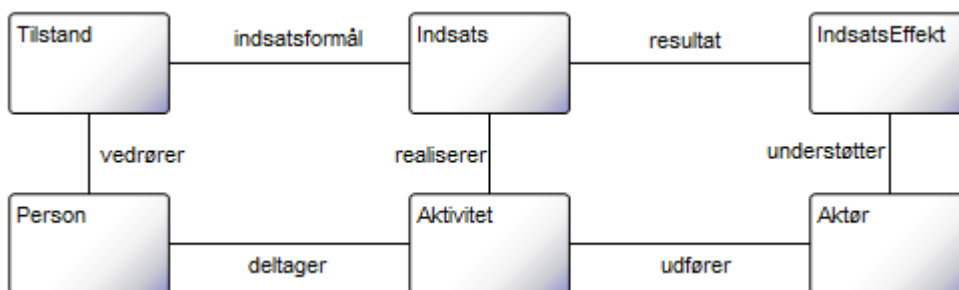 Tilstand
indsatsformål
Indsats
resultat
IndsatsEffekt
vedrører
realiserer
understøtter
Person
deltager
Aktivitet
udfører
Aktør